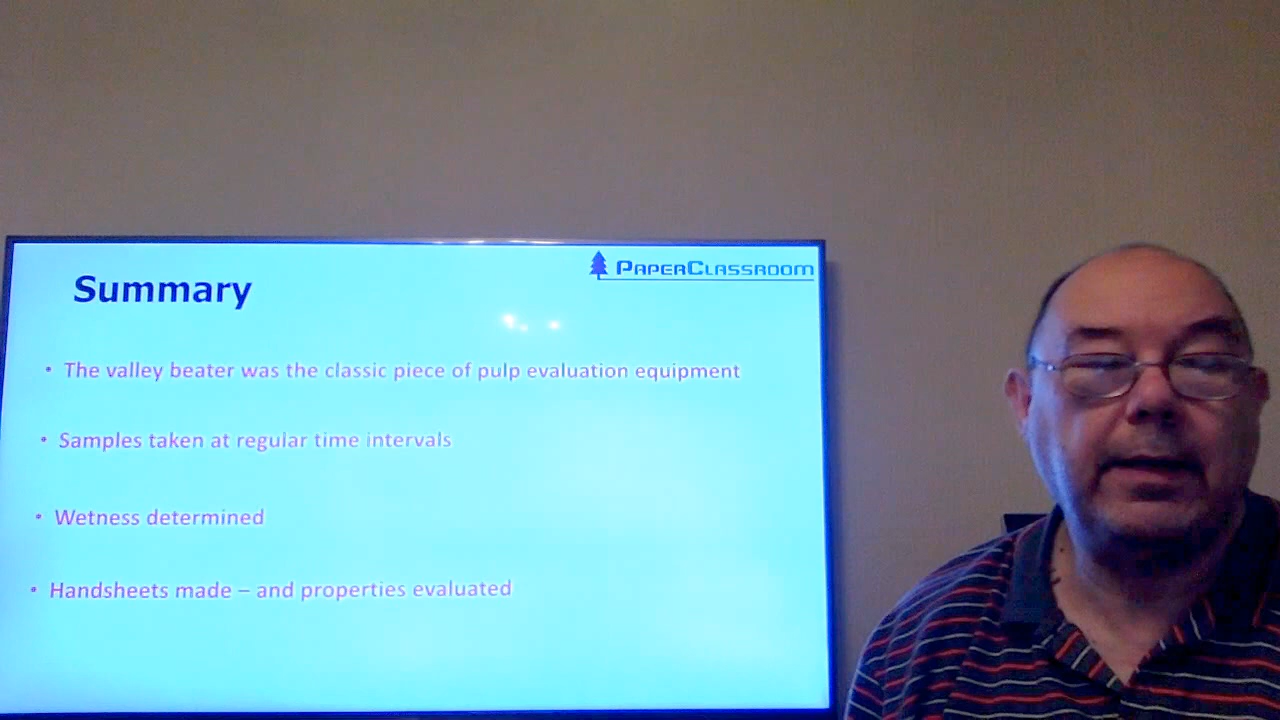 PAPERCLASSROOM
Summary
• The valley beater was the classic piece of pulp evaluation equipment
• Samples taken at regular time intervals
• Wetness determined
• Handsheets made – and properties evaluated